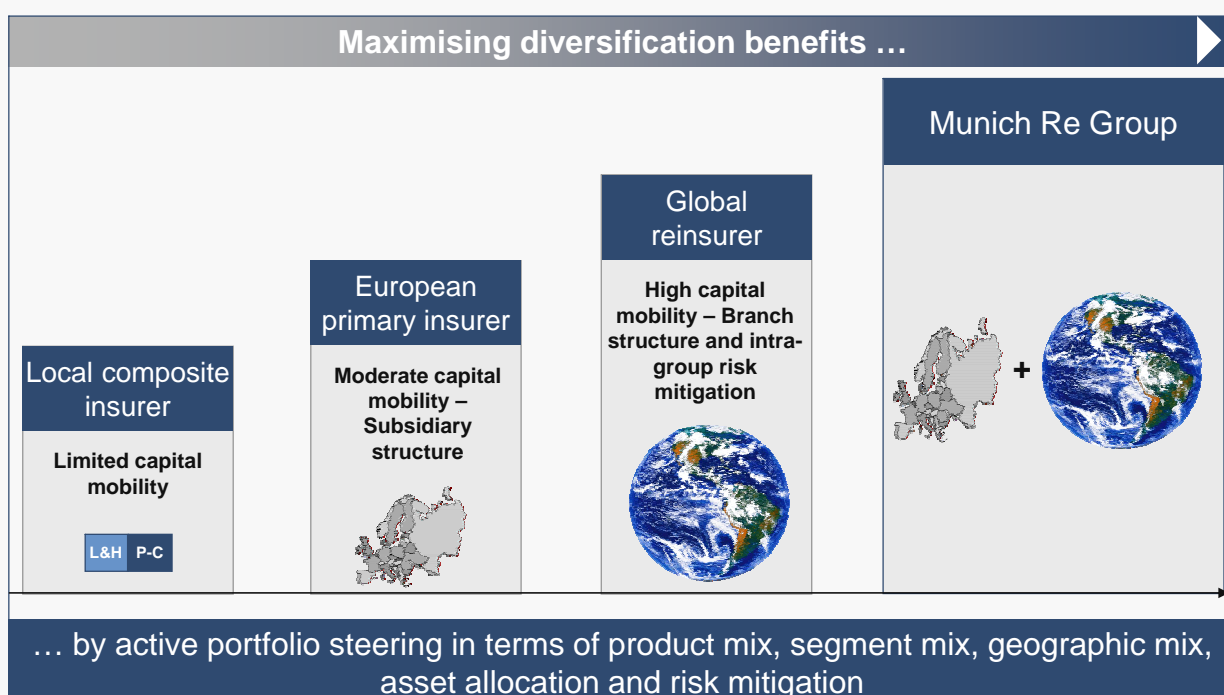 Maximising diversification benefits …
Munich Re Group
Global
reinsurer
High capital
mobility – Branch
structure and intra-
group risk
mitigation
European
primary insurer
Moderate capital
mobility –
Subsidiary
structure
Local composite
insurer
Limited capital
mobility
L&H P-C
+
… by active portfolio steering in terms of product mix, segment mix, geographic mix,
asset allocation and risk mitigation